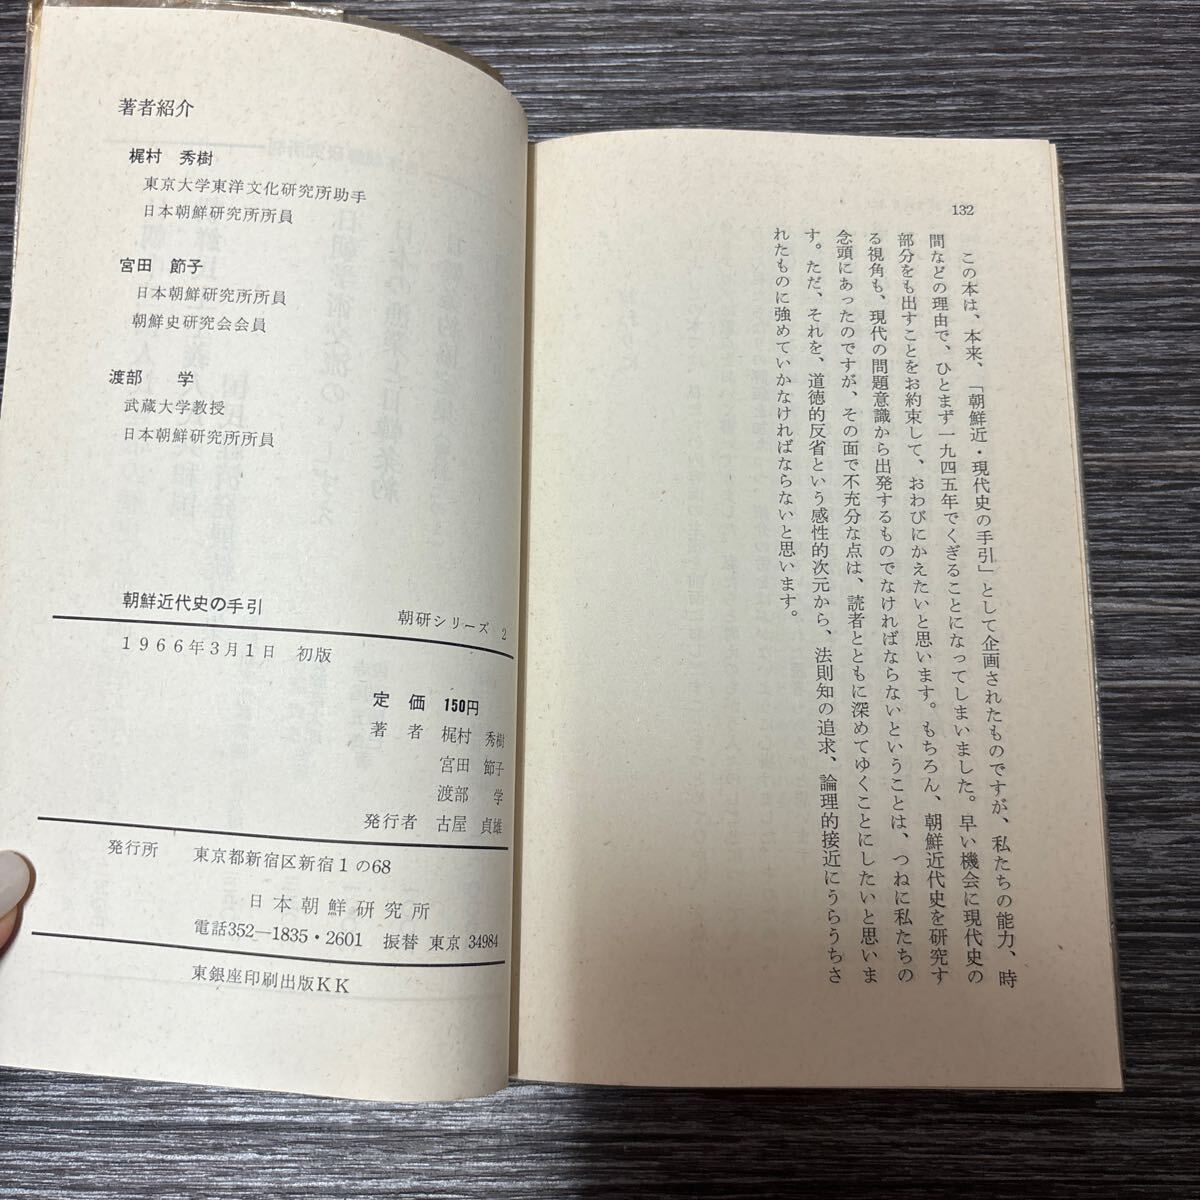 132
この本は、本来、「朝鮮近・現代史の手引」として企画されたものですが、私たちの能力、時
間などの理由で、ひとまず一九四五年でくぎることになってしまいました。早い機会に現代史の
部分をも出すことをお約束して、おわびにかえたいと思います。もちろん、朝鮮近代史を研究す
る視角も、現代の問題意識から出発するものでなければならないということは、つねに私たちの
念頭にあったのですが、その面で不充分な点は、読者とともに深めてゆくことにしたいと思いま
す。ただ、それを、道徳的反省という感性的次元から、法則知の追求、論理的接近にうらうちさ
れたものに強めていかなければならないと思います。
著者紹介
梶村 秀樹
東京大学東洋文化研究所助手
日本朝鮮研究所所員
宮田 節子
日本朝鮮研究所所員
朝鮮史研究会会員
渡部 学
武蔵大学教授
日本朝鮮研究所所員
朝鮮近代史の手引 朝研シリーズ 2
1966年3月1日 初版
定価 150円
著者 梶村 秀樹
宮田 節子
渡部 学
発行者 古屋 貞雄
発行所 東京都新宿区新宿1の68
日本朝鮮研究所
電話352―1835・2601 振替 東京 34984
東銀座印刷出版KK